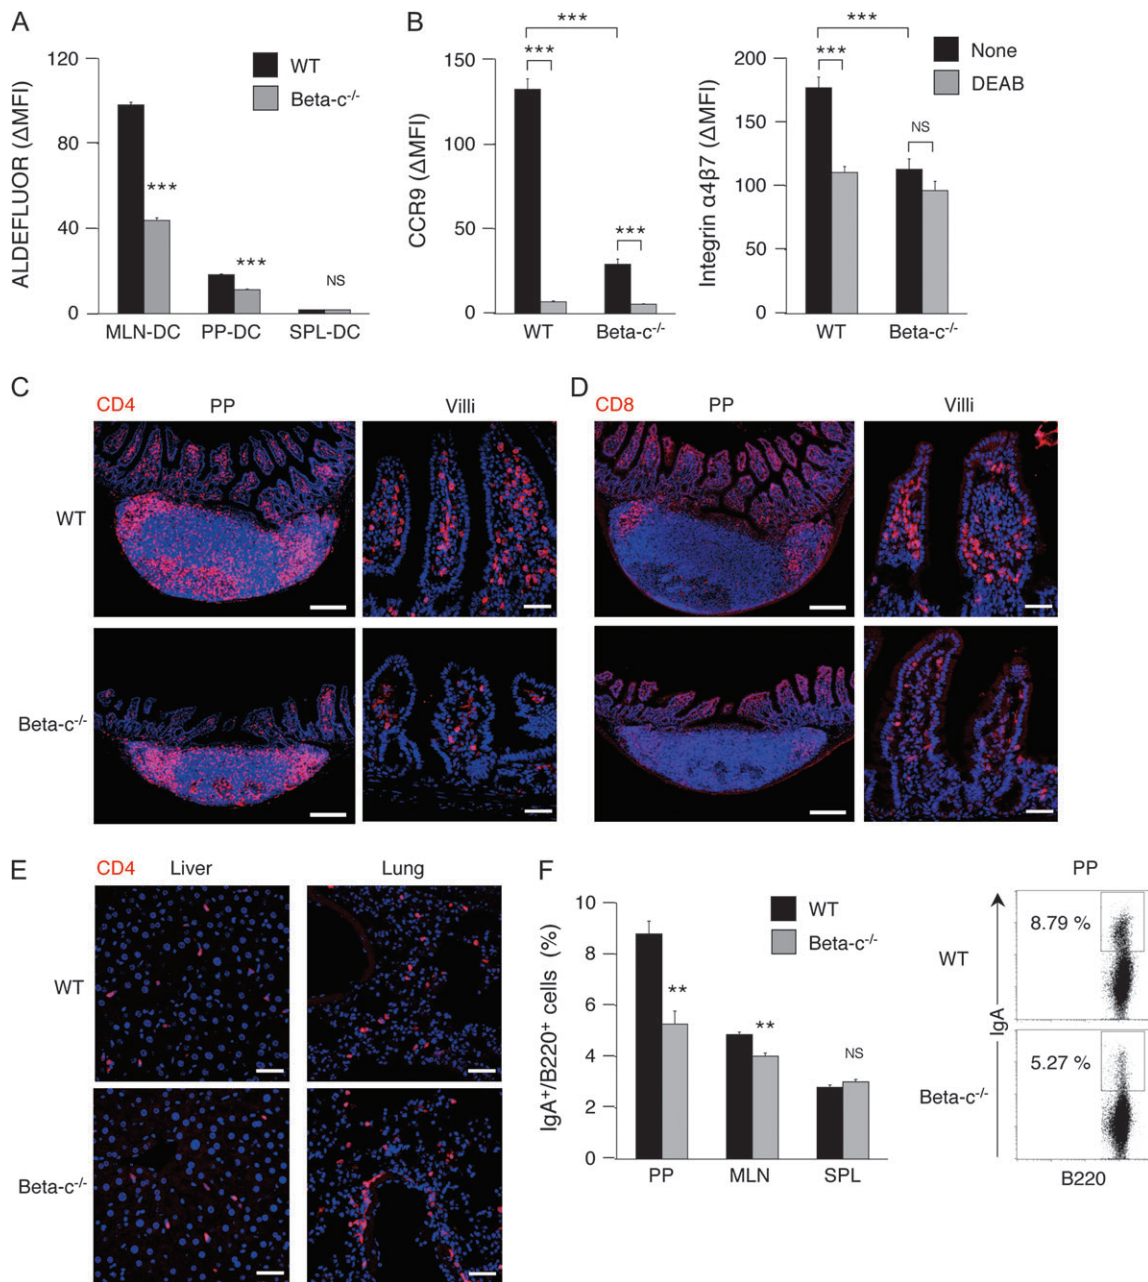 A
ALDEFLUOR (ΔMFI)
120
80
40
0
WT
Beta-c-/-
***
***
NS
MLN-DC PP-DC SPL-DC
B
CCR9 (ΔMFI)
150
100
50
0
***
***
***
WT Beta-c-/-
Integrin α4β7 (ΔMFI)
200
150
100
50
0
***
***
NS
None
DEAB
WT Beta-c-/-
C
CD4 PP Villi
WT
Beta-c-/-
D
CD8 PP Villi
E
CD4 Liver Lung
WT
Beta-c-/-
F
IgA+/B220+ cells (%)
10
8
6
4
2
0
WT
Beta-c-/-
**
**
NS
PP MLN SPL
PP
WT
8.79 %
IgA
Beta-c-/-
5.27 %
B220